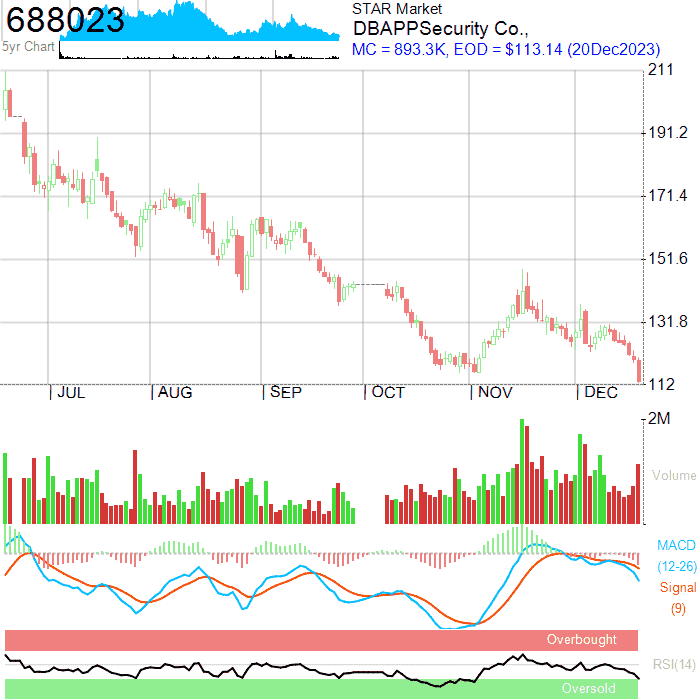 688023
5yr Chart
STAR Market
DBAPPSecurity Co.,
MC = 893.3K, EOD = $113.14 (20Dec2023)
211
191.2
171.4
151.6
131.8
112
JUL AUG SEP OCT NOV DEC
2M
Volume
MACD
(12-26)
Signal
(9)
Overbought
RSI(14)
Oversold